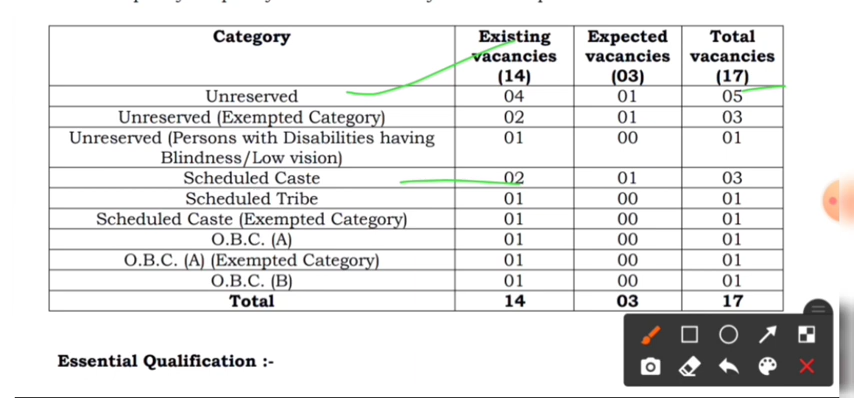 Category Existing vacancies (14) Expected vacancies (03) Total vacancies (17)
Unreserved 04 01 05
Unreserved (Exempted Category) 02 01 03
Unreserved (Persons with Disabilities having Blindness/Low vision) 01 00 01
Scheduled Caste 02 01 03
Scheduled Tribe 01 00 01
Scheduled Caste (Exempted Category) 01 00 01
O.B.C. (A) 01 00 01
O.B.C. (A) (Exempted Category) 01 00 01
O.B.C. (B) 01 00 01
Total 14 03 17
Essential Qualification :-